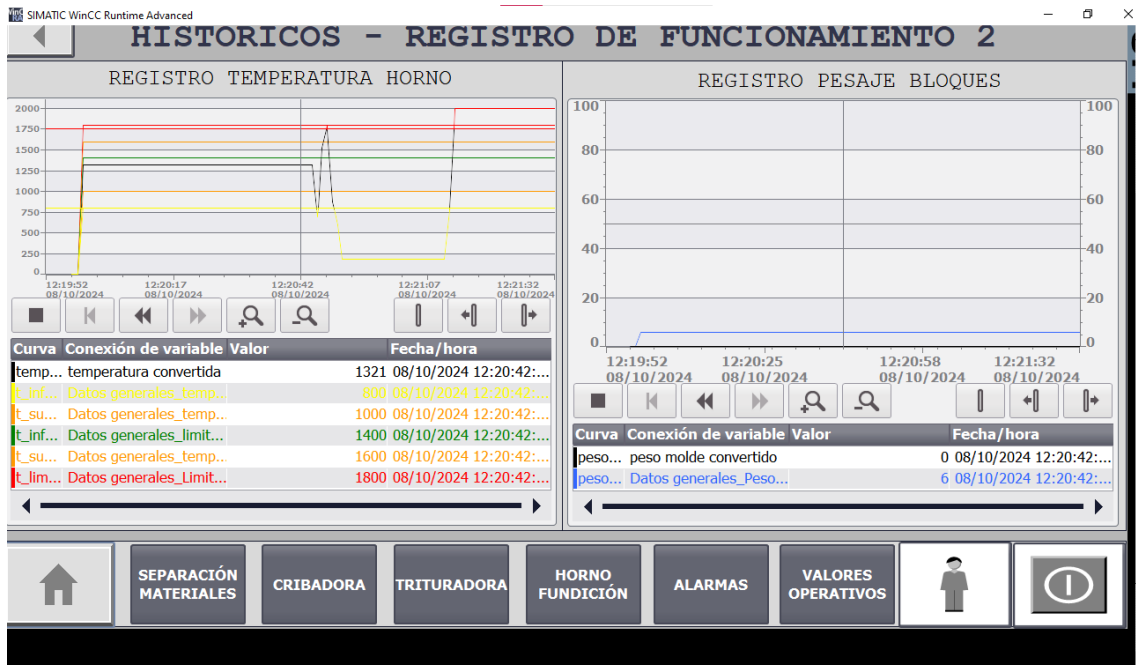 SIMATIC WinCC Runtime Advanced
HISTORICOS - REGISTRO DE FUNCIONAMIENTO 2
REGISTRO TEMPERATURA HORNO
2000
1750
1500
1250
1000
750
500
250
0
12:19:52 12:20:17 12:20:42 12:21:07 12:21:32
08/10/2024 08/10/2024 08/10/2024 08/10/2024 08/10/2024
Curva Conexión de variable Valor Fecha/hora
temp... temperatura convertida 1321 08/10/2024 12:20:42:...
t_inf... Datos generales_temp... 800 08/10/2024 12:20:42:...
t_su... Datos generales_temp... 1000 08/10/2024 12:20:42:...
t_inf... Datos generales_limit... 1400 08/10/2024 12:20:42:...
t_su... Datos generales_temp... 1600 08/10/2024 12:20:42:...
t_lim... Datos generales_Limit... 1800 08/10/2024 12:20:42:...
REGISTRO PESAJE BLOQUES
100 100
80 80
60 60
40 40
20 20
0 0
12:19:52 12:20:25 12:20:58 12:21:32
08/10/2024 08/10/2024 08/10/2024 08/10/2024
Curva Conexión de variable Valor Fecha/hora
peso... peso molde convertido 0 08/10/2024 12:20:42:...
peso... Datos generales_Peso... 6 08/10/2024 12:20:42:...
SEPARACIÓN
MATERIALES
CRIBADORA
TRITURADORA
HORNO
FUNDICIÓN
ALARMAS
VALORES
OPERATIVOS